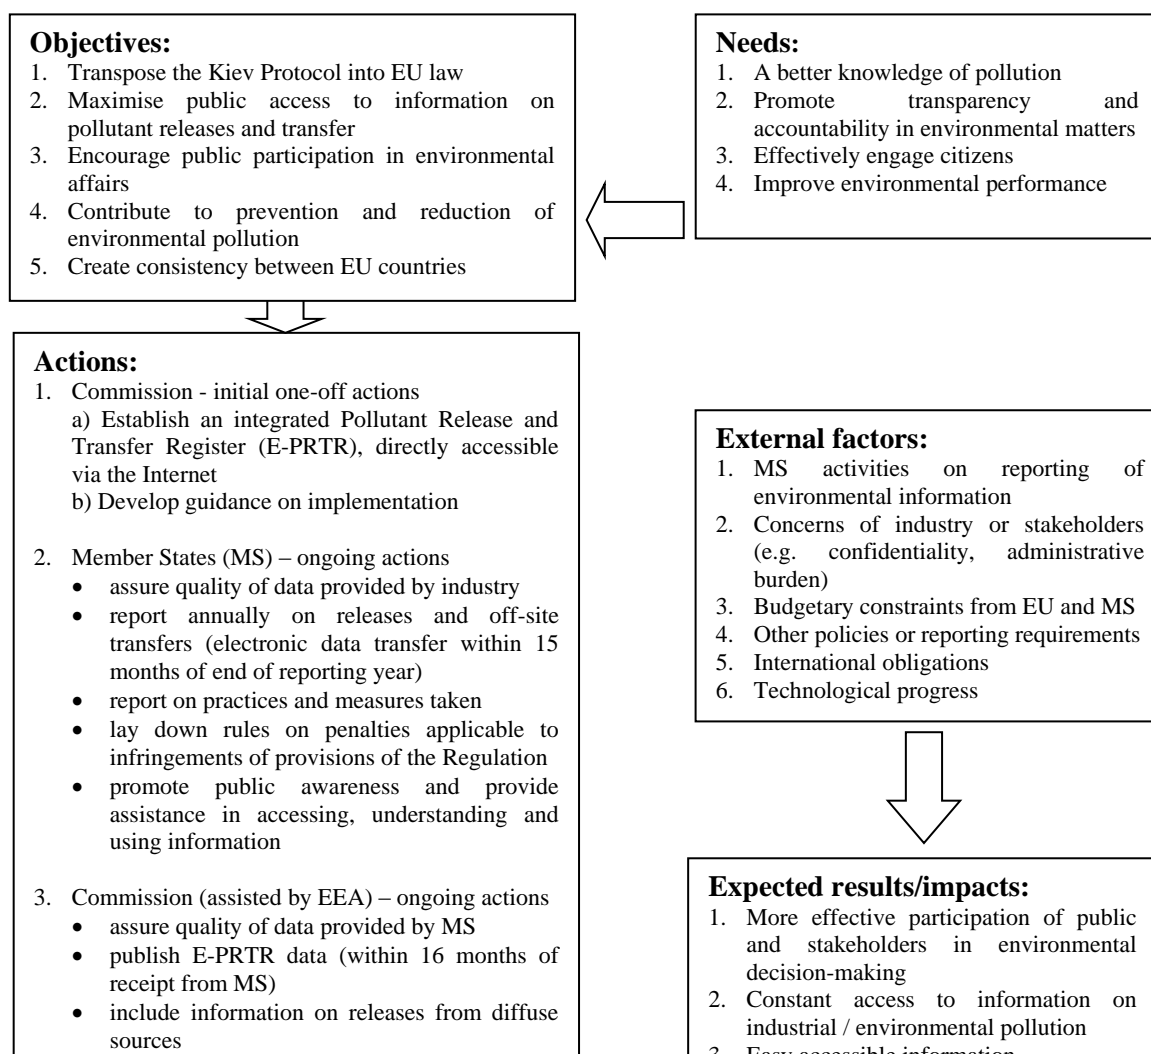 Objectives:
1. Transpose the Kiev Protocol into EU law
2. Maximise public access to information on
pollutant releases and transfer
3. Encourage public participation in environmental
affairs
4. Contribute to prevention and reduction of
environmental pollution
5. Create consistency between EU countries
Needs:
1. A better knowledge of pollution
2. Promote transparency and
accountability in environmental matters
3. Effectively engage citizens
4. Improve environmental performance
Actions:
1. Commission - initial one-off actions
a) Establish an integrated Pollutant Release and
Transfer Register (E-PRTR), directly accessible
via the Internet
b) Develop guidance on implementation
2. Member States (MS) – ongoing actions
• assure quality of data provided by industry
• report annually on releases and off-site
transfers (electronic data transfer within 15
months of end of reporting year)
• report on practices and measures taken
• lay down rules on penalties applicable to
infringements of provisions of the Regulation
• promote public awareness and provide
assistance in accessing, understanding and
using information
3. Commission (assisted by EEA) – ongoing actions
• assure quality of data provided by MS
• publish E-PRTR data (within 16 months of
receipt from MS)
• include information on releases from diffuse
sources
External factors:
1. MS activities on reporting of
environmental information
2. Concerns of industry or stakeholders
(e.g. confidentiality, administrative
burden)
3. Budgetary constraints from EU and MS
4. Other policies or reporting requirements
5. International obligations
6. Technological progress
Expected results/impacts:
1. More effective participation of public
and stakeholders in environmental
decision-making
2. Constant access to information on
industrial / environmental pollution
3. Easy accessible information